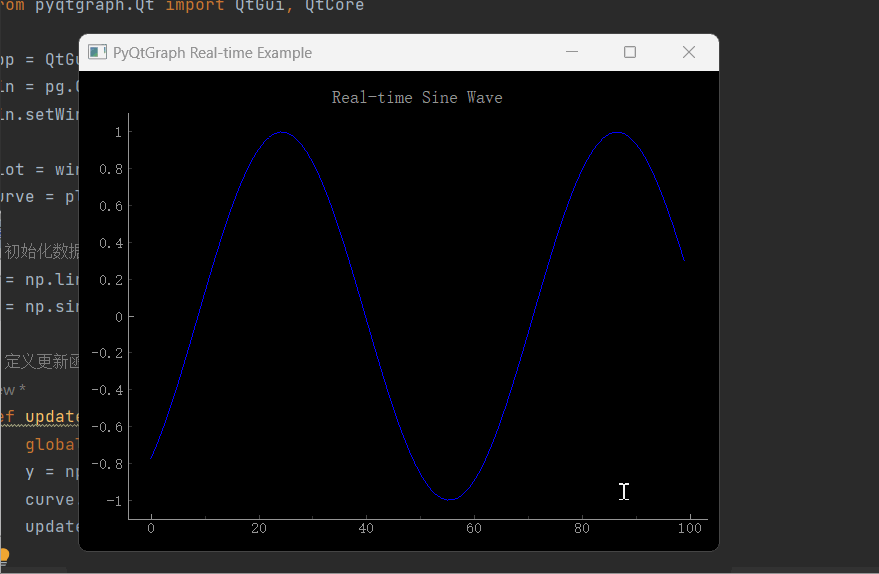 rom pyqtgraph.Qt import QtGui, QtCore
PyQtGraph Real-time Example
pp = QtGu
in = pg.
in.setWin
lot = win
urve = pl
初始化数据
= np.lin
= np.sin
定义更新函
ew *
ef update
global
y = np
curve.
update
Real-time Sine Wave
1
0.8
0.6
0.4
0.2
0
-0.2
-0.4
-0.6
-0.8
-1
0 20 40 60 80 100